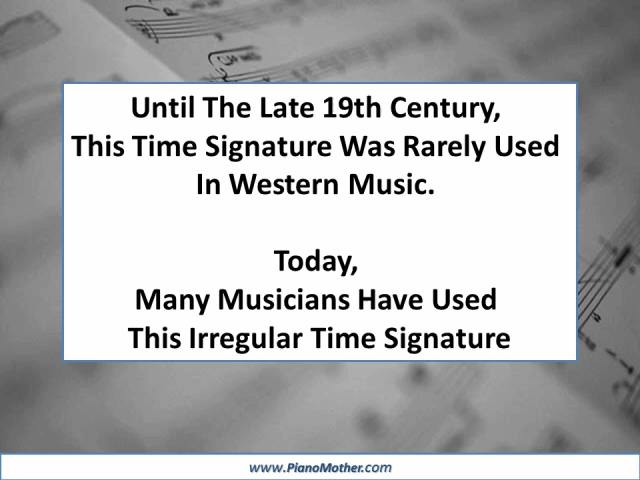 Until The Late 19th Century,
This Time Signature Was Rarely Used
In Western Music.
Today,
Many Musicians Have Used
This Irregular Time Signature
www.PianoMother.com